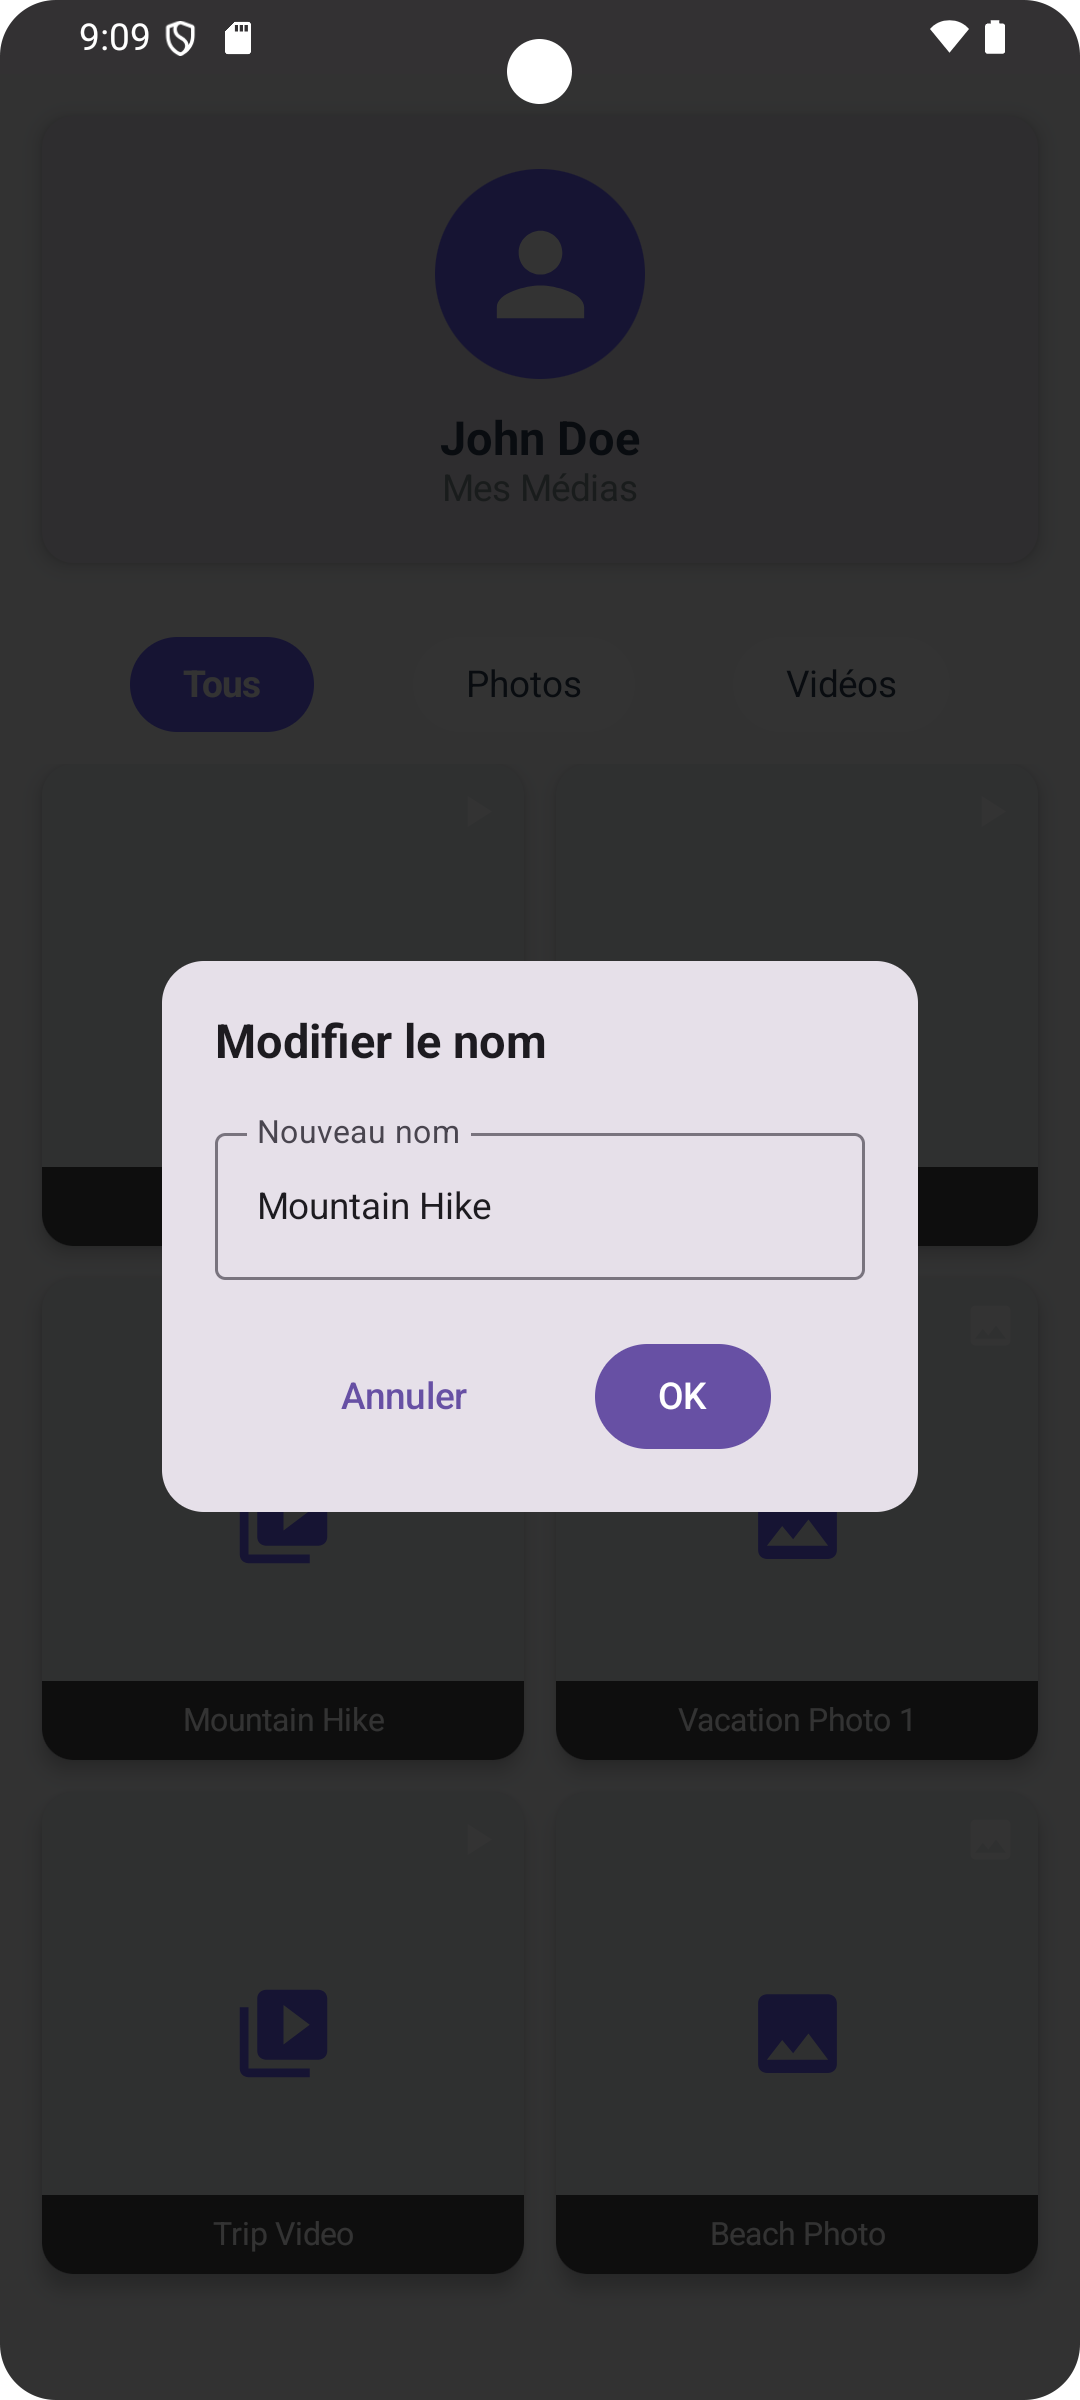 9:09
John Doe
Mes Médias
Tous
Photos
Vidéos
Modifier le nom
Nouveau nom
Mountain Hike
Annuler
OK
Mountain Hike
Vacation Photo 1
Trip Video
Beach Photo